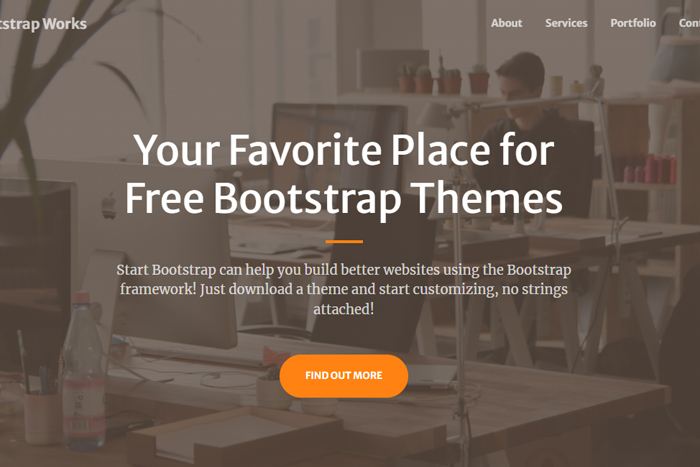 tstrap Works
About Services Portfolio Cont
Your Favorite Place for
Free Bootstrap Themes
Start Bootstrap can help you build better websites using the Bootstrap
framework! Just download a theme and start customizing, no strings
attached!
FIND OUT MORE